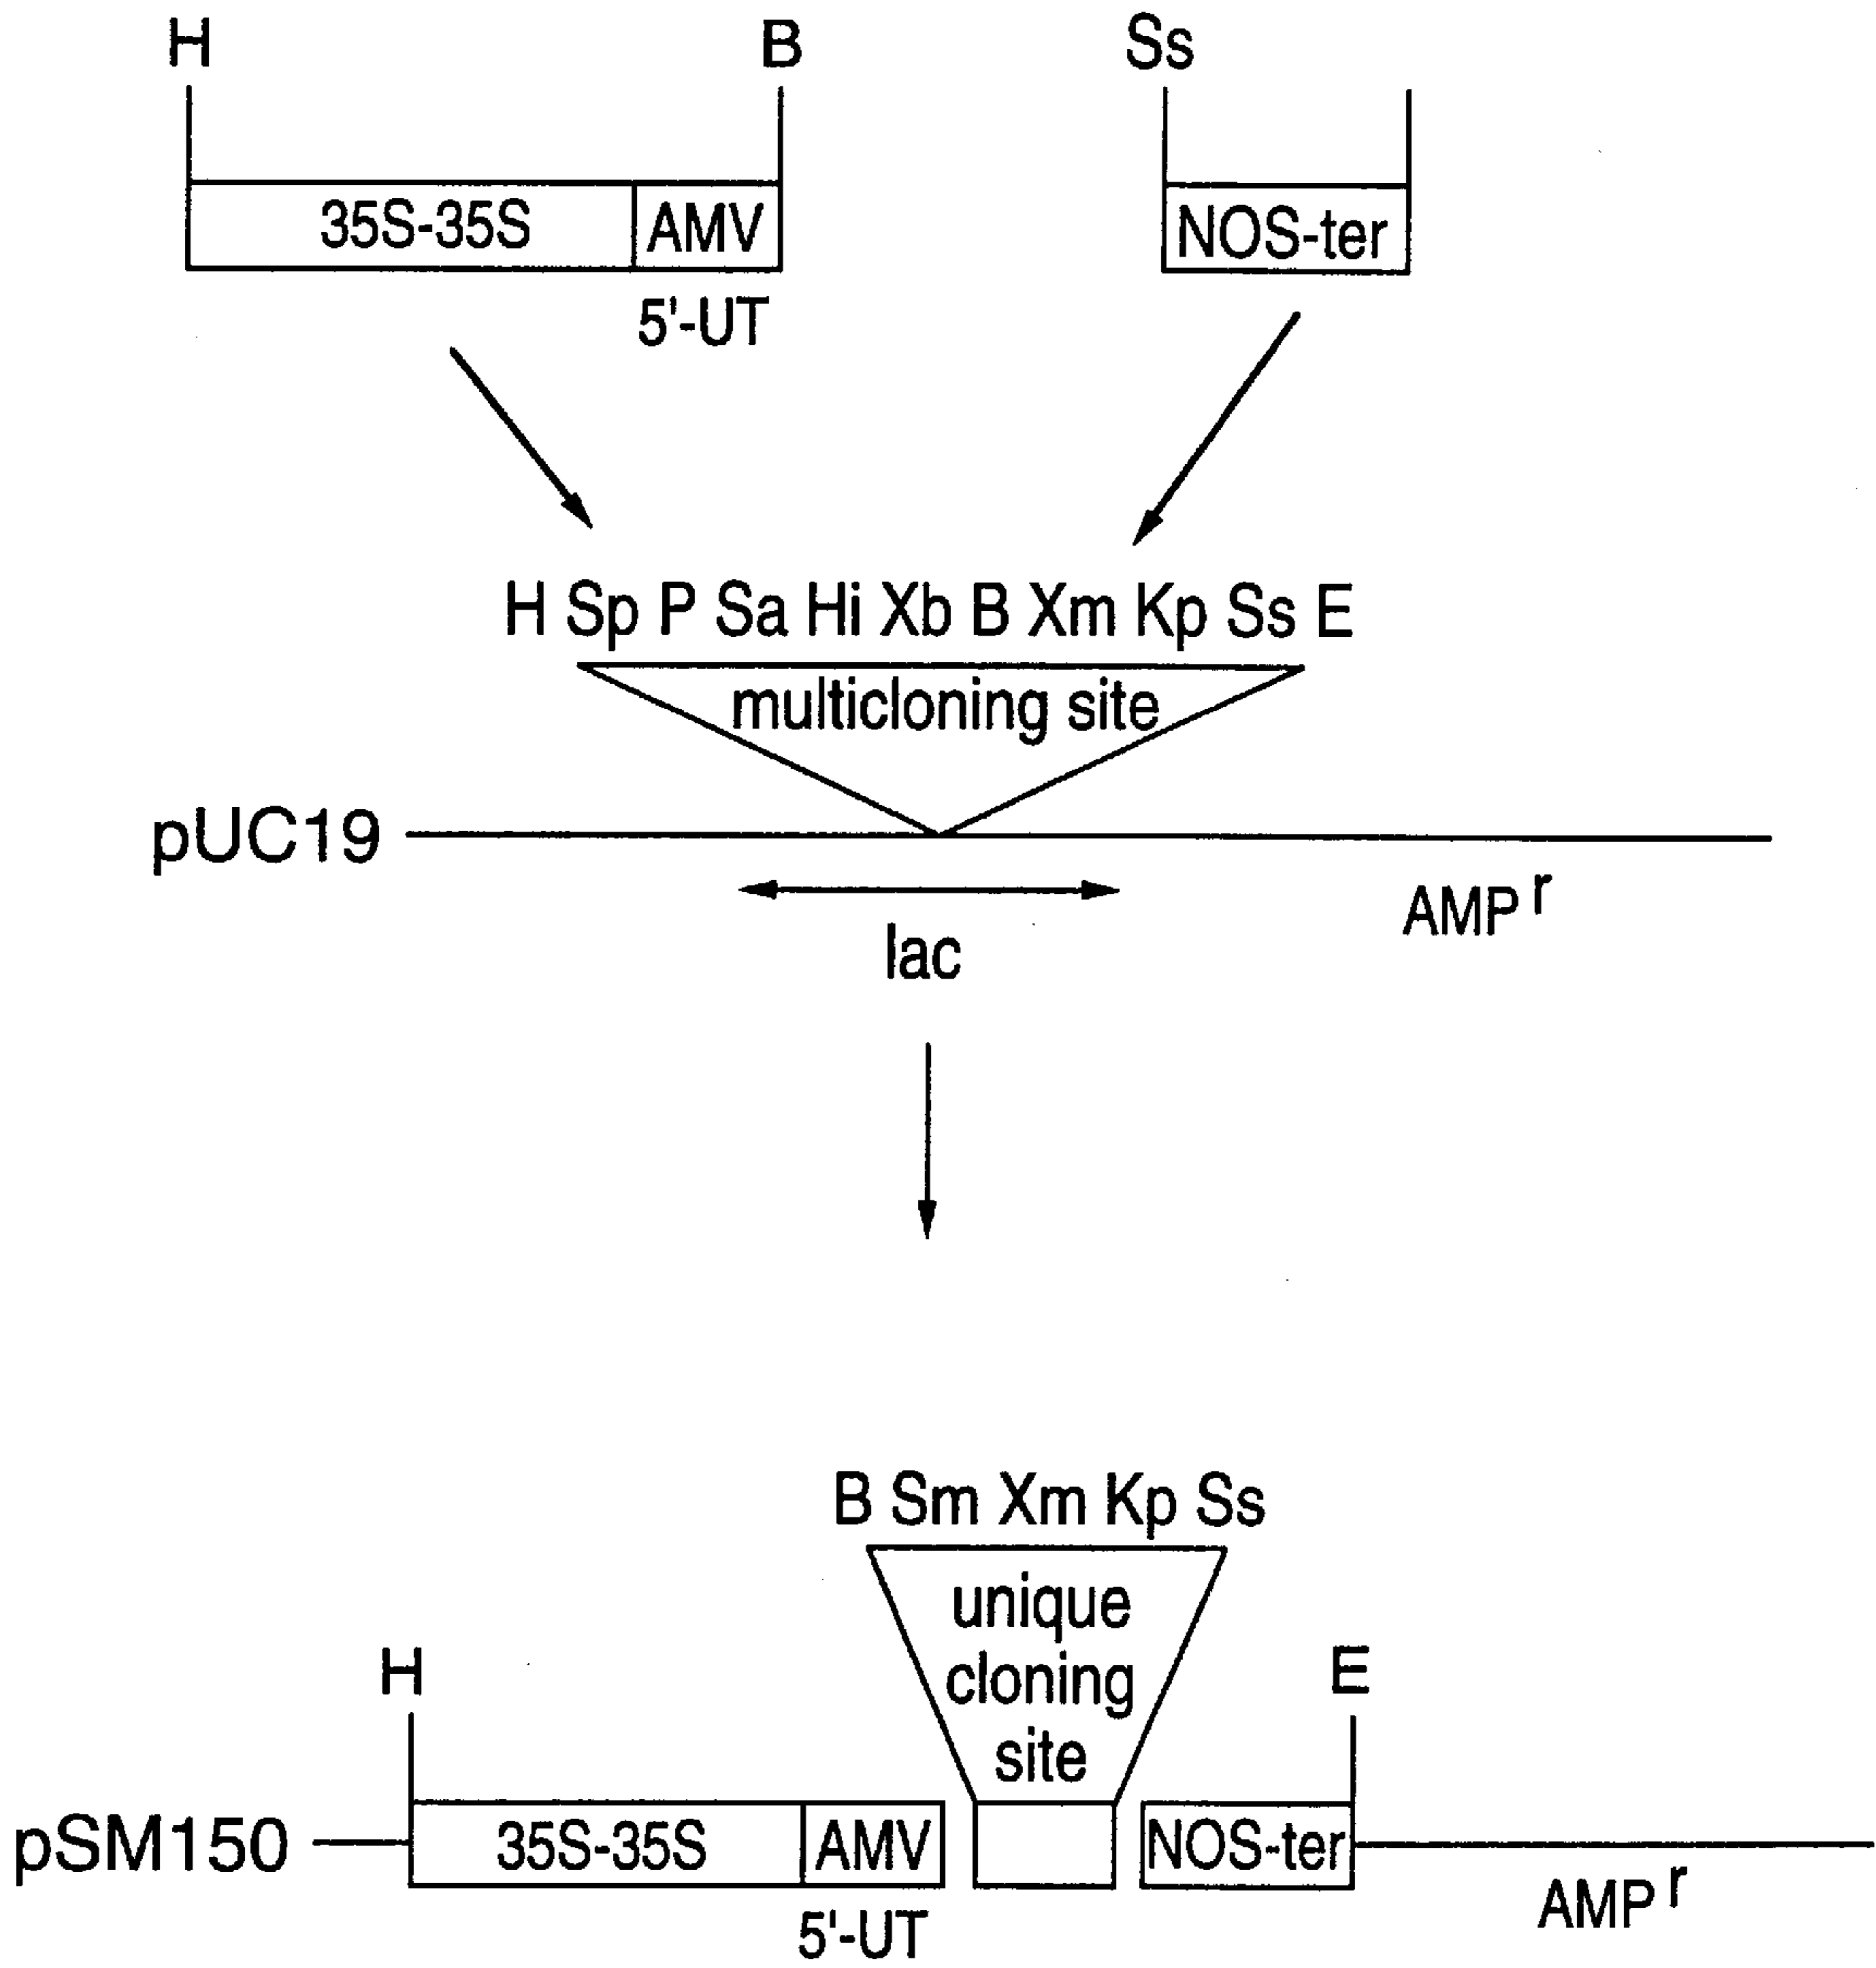 H B Ss
35S-35S AMV NOS-ter
5'-UT
H Sp P Sa Hi Xb B Xm Kp Ss E
multicloning site
pUC19
lac
AMP r
B Sm Xm Kp Ss
unique
cloning
site
H E
pSM150 35S-35S AMV NOS-ter
5'-UT
AMP r